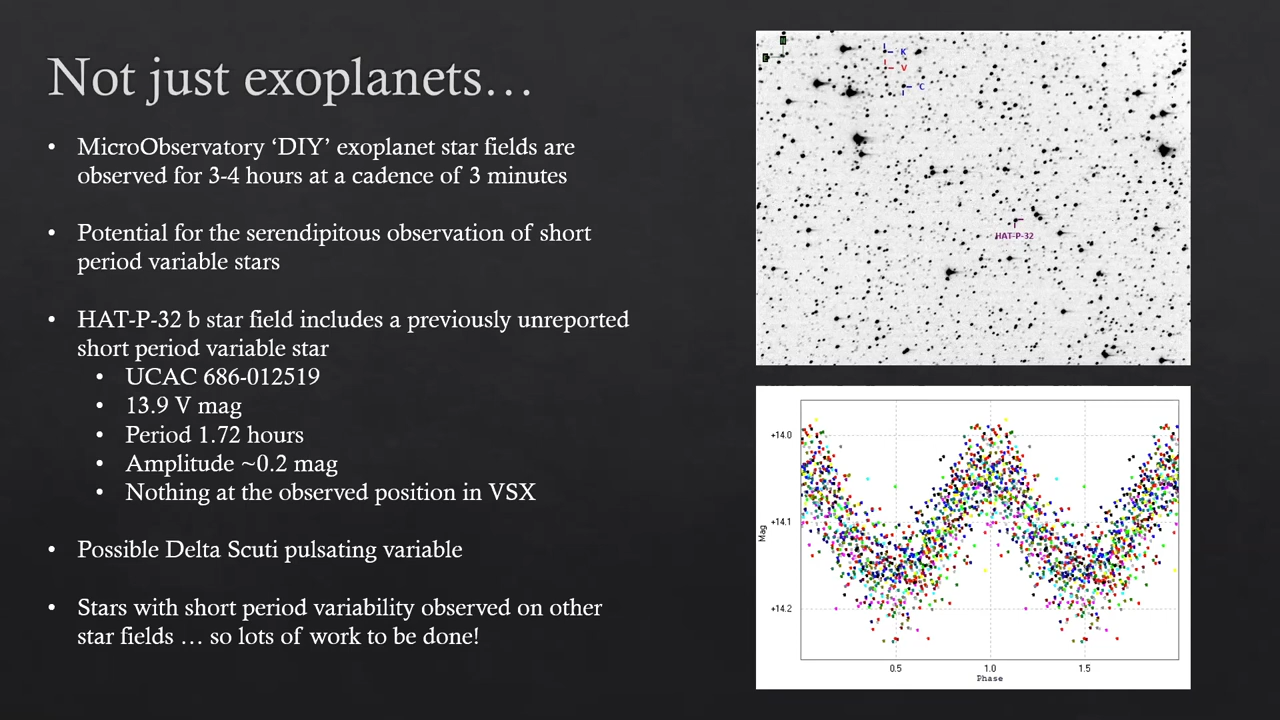 Not just exoplanets…
• MicroObservatory ‘DIY’ exoplanet star fields are
observed for 3-4 hours at a cadence of 3 minutes
• Potential for the serendipitous observation of short
period variable stars
• HAT-P-32 b star field includes a previously unreported
short period variable star
• UCAC 686-012519
• 13.9 V mag
• Period 1.72 hours
• Amplitude ~0.2 mag
• Nothing at the observed position in VSX
• Possible Delta Scuti pulsating variable
• Stars with short period variability observed on other
star fields … so lots of work to be done!
N
E
K
V
C
HAT-P-32
+14.0
+14.1
+14.2
Mag
0.5
1.0
1.5
Phase